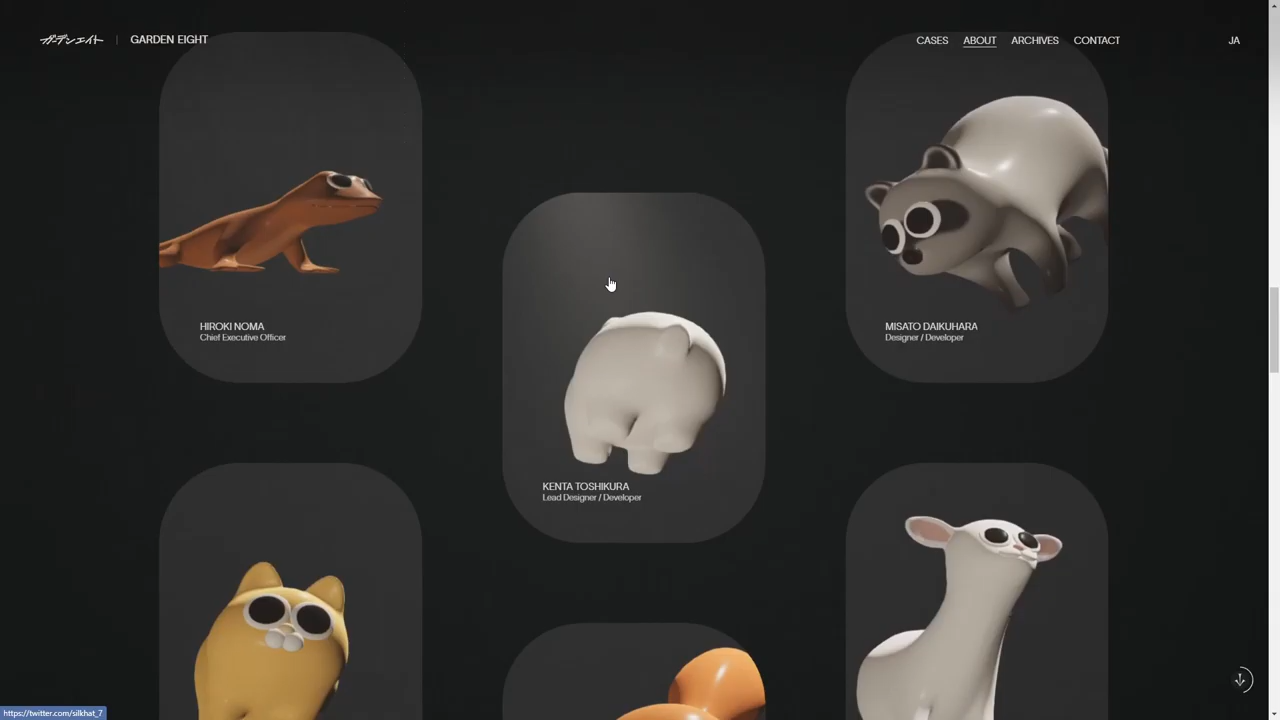 ガーデンエイト
GARDEN EIGHT
CASES ABOUT ARCHIVES CONTACT JA
HIROKI NOMA
Chief Executive Officer
MISATO DAIKUHARA
Designer / Developer
KENTA TOSHIKURA
Lead Designer / Developer
https://twitter.com/silkhat_7